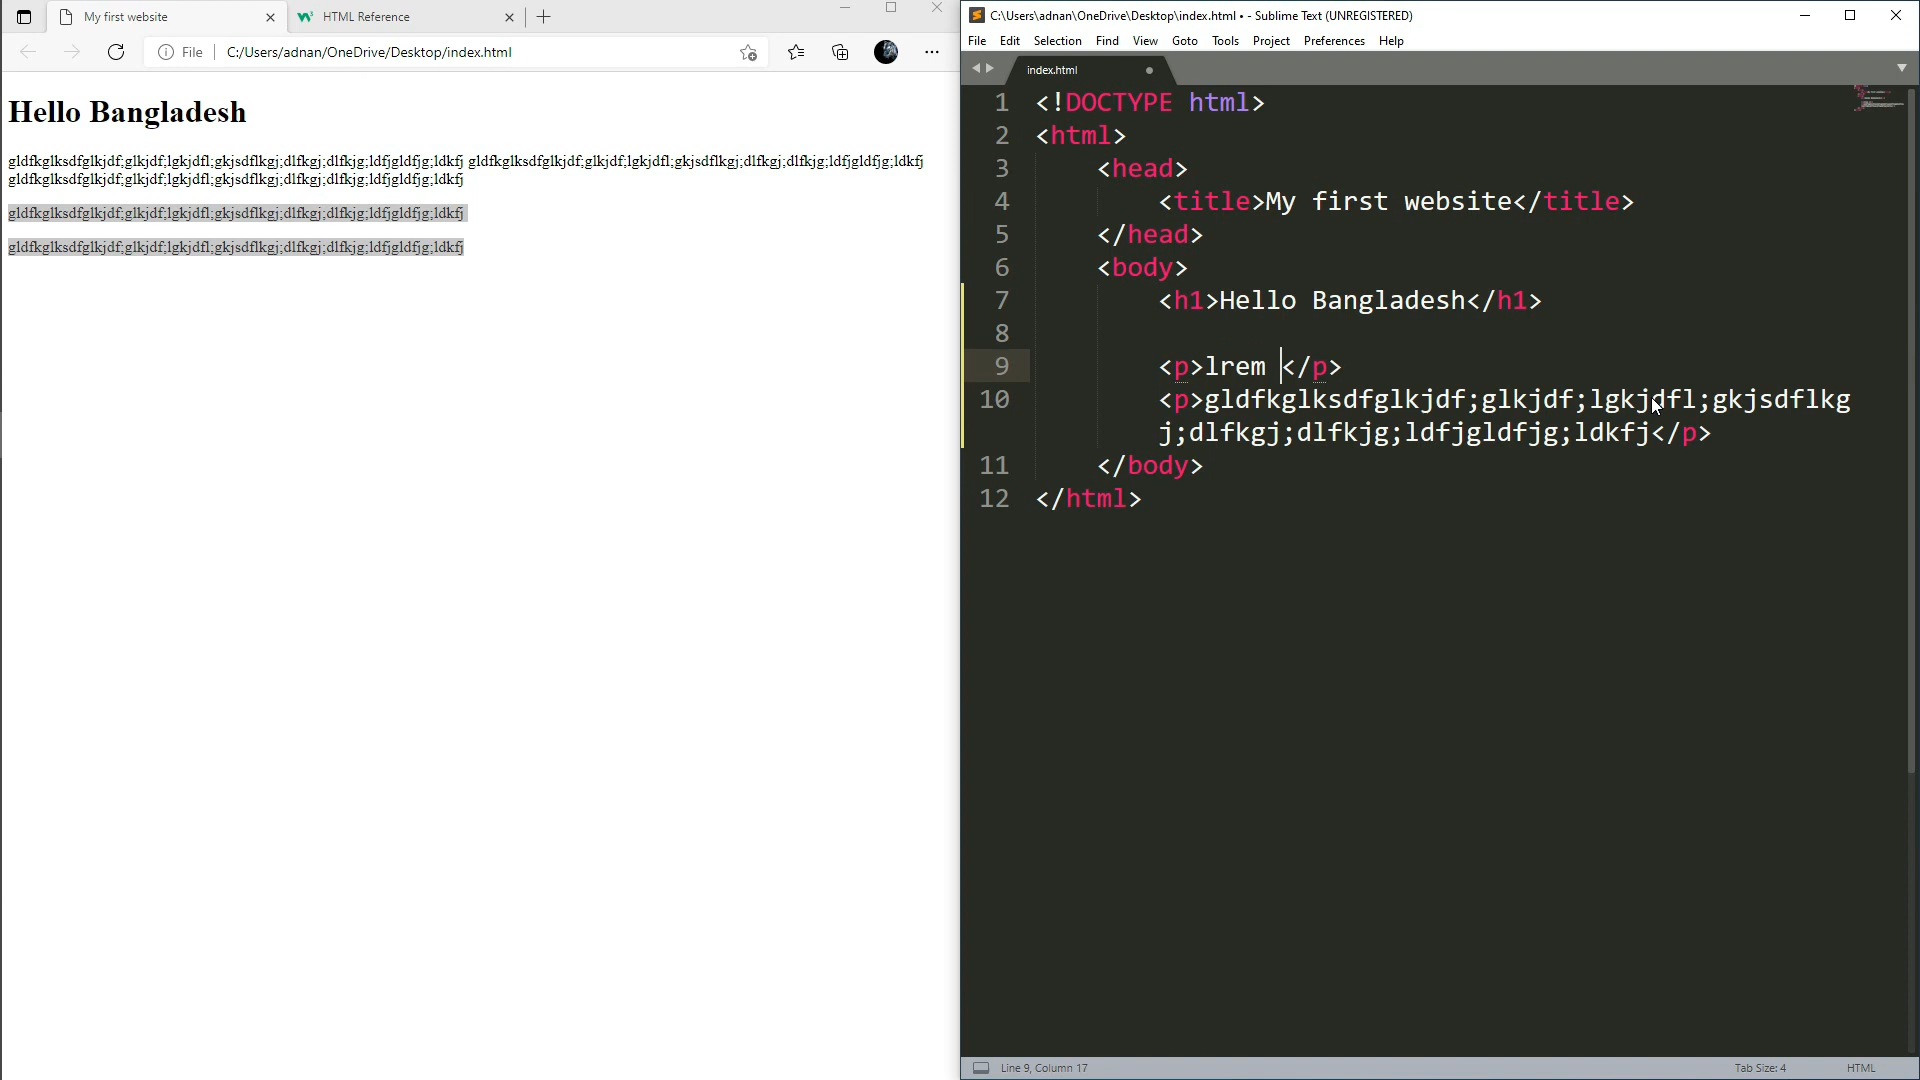 My first website
HTML Reference
File
C:/Users/adnan/OneDrive/Desktop/index.html
Hello Bangladesh
gldfkglksdfglkjdf;glkjdf;lgkjdfl;gkjsdflkgj;dlfkgj;dlfkjg;ldfjgldfjg;ldkfj gldfkglksdfglkjdf;glkjdf;lgkjdfl;gkjsdflkgj;dlfkgj;dlfkjg;ldfjgldfjg;ldkfj
gldfkglksdfglkjdf;glkjdf;lgkjdfl;gkjsdflkgj;dlfkgj;dlfkjg;ldfjgldfjg;ldkfj
gldfkglksdfglkjdf;glkjdf;lgkjdfl;gkjsdflkgj;dlfkgj;dlfkjg;ldfjgldfjg;ldkfj
gldfkglksdfglkjdf;glkjdf;lgkjdfl;gkjsdflkgj;dlfkgj;dlfkjg;ldfjgldfjg;ldkfj
C:\Users\adnan\OneDrive\Desktop\index.html • - Sublime Text (UNREGISTERED)
File Edit Selection Find View Goto Tools Project Preferences Help
index.html
1 <!DOCTYPE html>
2 <html>
3 <head>
4 <title>My first website</title>
5 </head>
6 <body>
7 <h1>Hello Bangladesh</h1>
8
9 <p>lrem </p>
10 <p>gldfkglksdfglkjdf;glkjdf;lgkjdfl;gkjsdflkg
j;dlfkgj;dlfkjg;ldfjgldfjg;ldkfj</p>
11 </body>
12 </html>
Line 9, Column 17
Tab Size: 4
HTML